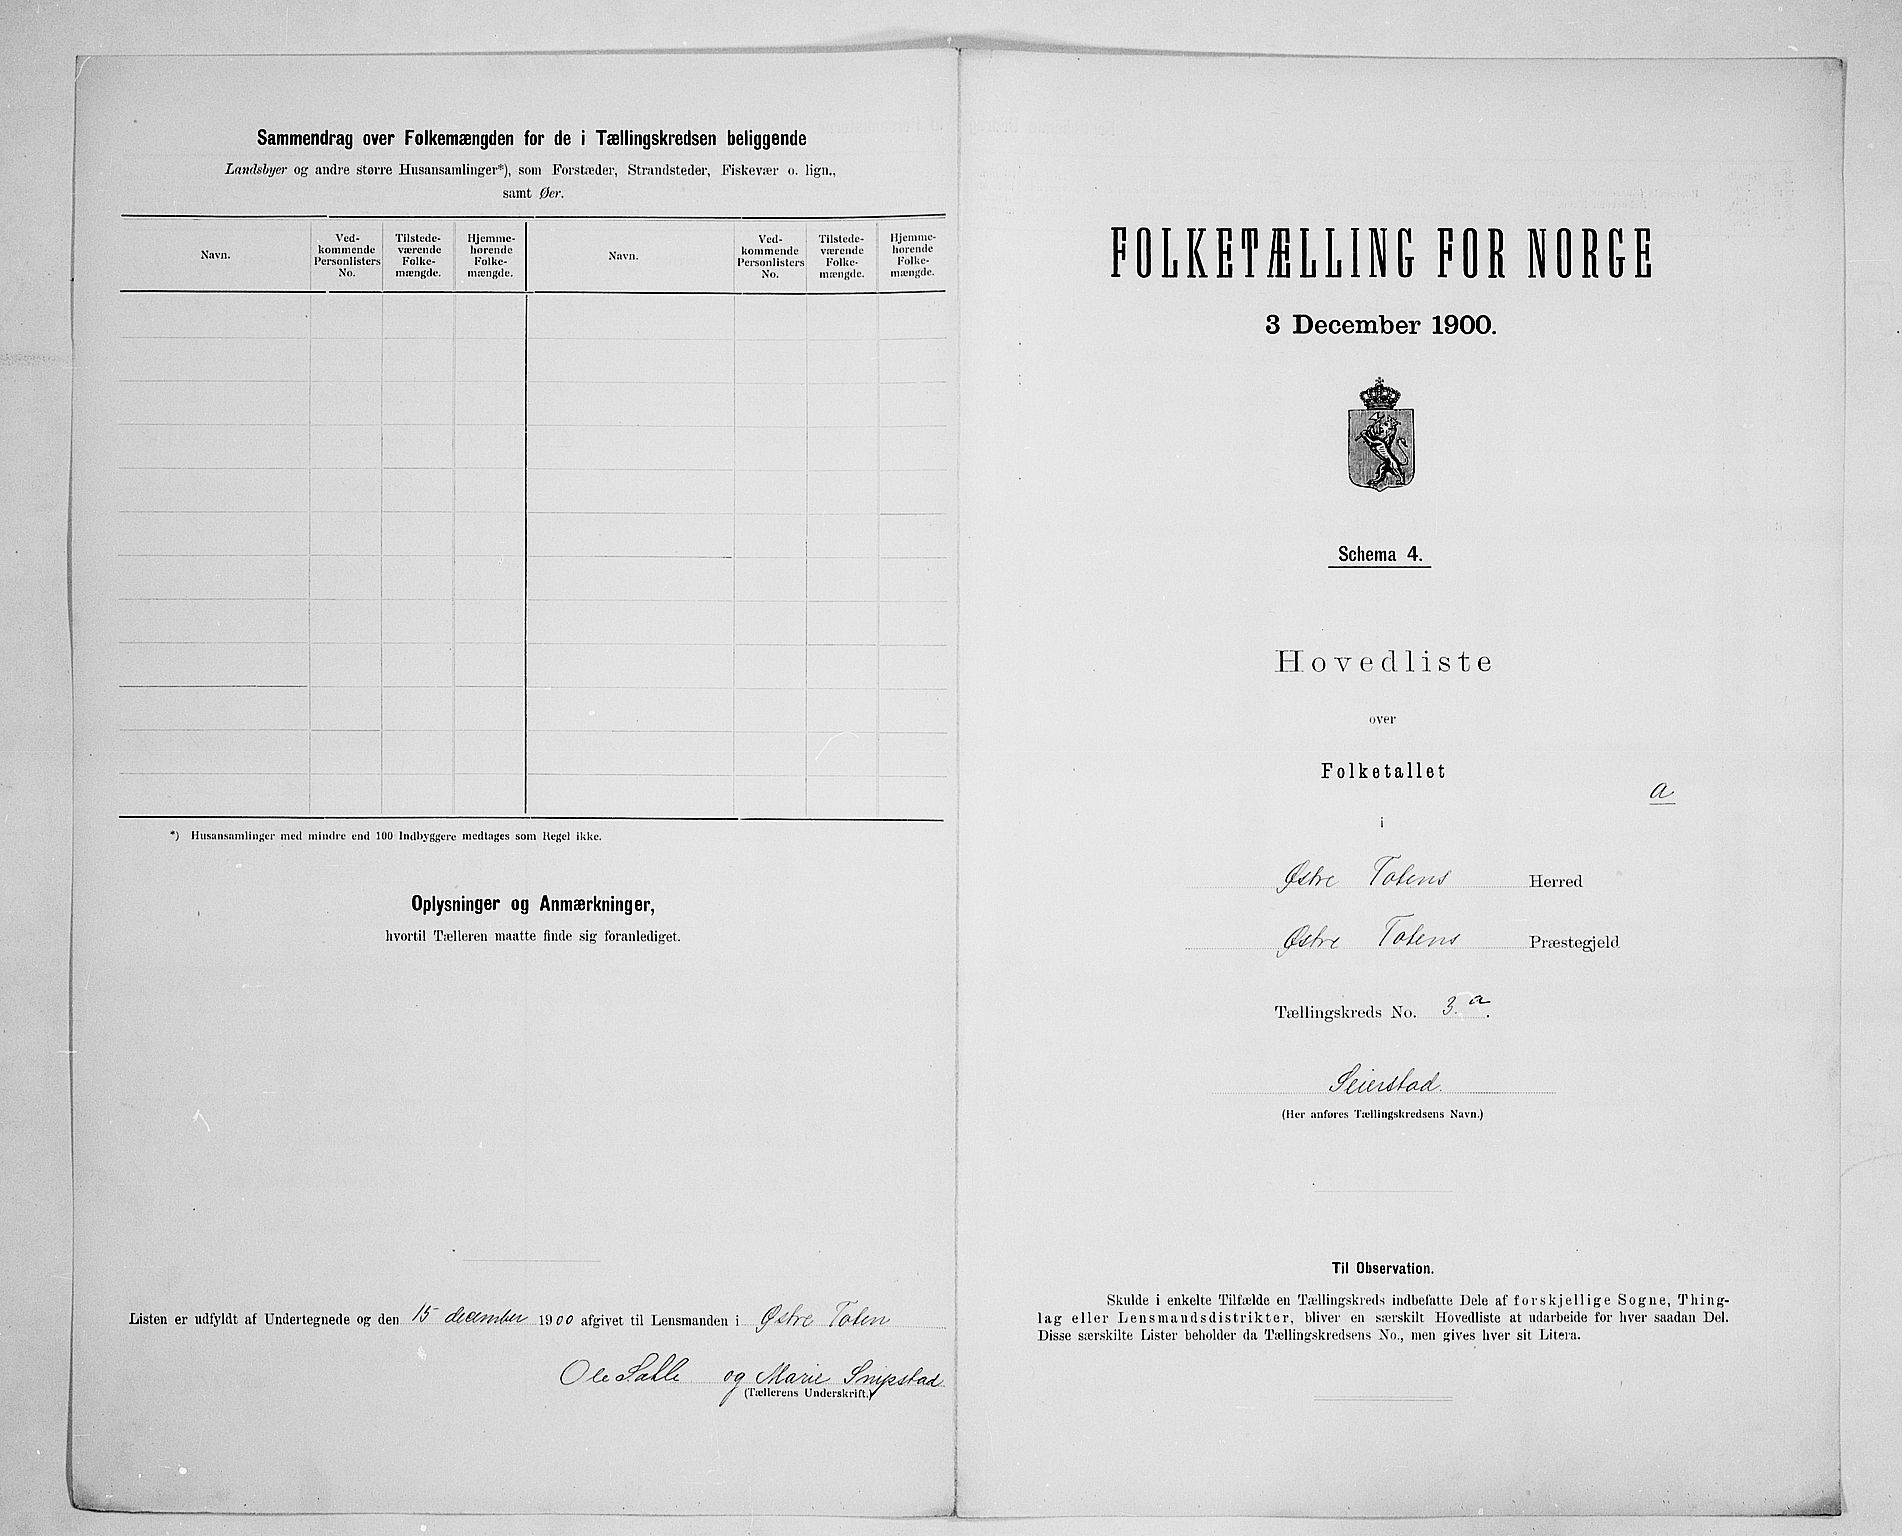 Sammendrag over Folkemængden for de i Tællingskredsen beliggende
Landsbyer og andre større Husansamlinger*), som Forstæder, Strandsteder, Fiskevær o. lign.,
samt Øer.
Navn.
Ved-
kommende
Personlisters
No.
Tilstede-
værende
Folke-
mængde.
Hjemme-
hørende
Folke-
mængde.
Navn.
Ved-
kommende
Personlisters
No.
Tilstede-
værende
Folke-
mængde.
Hjemme-
hørende
Folke-
mængde.
*) Husansamlinger med mindre end 100 Indbyggere medtages som Regel ikke.
Oplysninger og Anmærkninger,
hvortil Tælleren maatte finde sig foranlediget.
Listen er udfyldt af Undertegnede og den 15 december 1900 afgivet til Lensmanden i Østre Toten
Ole og Marie Snipstad
(Tællerens Underskrift.)
FOLKETÆLLING FOR NORGE
3 December 1900.
Schema 4.
Hovedliste
over
Folketallet
a
i
Østre Totens Herred
Østre Totens Præstegjeld
Tællingskreds No. 3.a.
Seierstad.
(Her anføres Tællingskredsens Navn.)
Til Observation.
Skulde i enkelte Tilfælde en Tællingskreds indbefatte Dele af forskjellige Sogne, Thing-
lag eller Lensmandsdistrikter, bliver en særskilt Hovedliste at udarbeide for hver saadan Del.
Disse særskilte Lister beholder da Tællingskredsens No., men gives hver sit Litera.